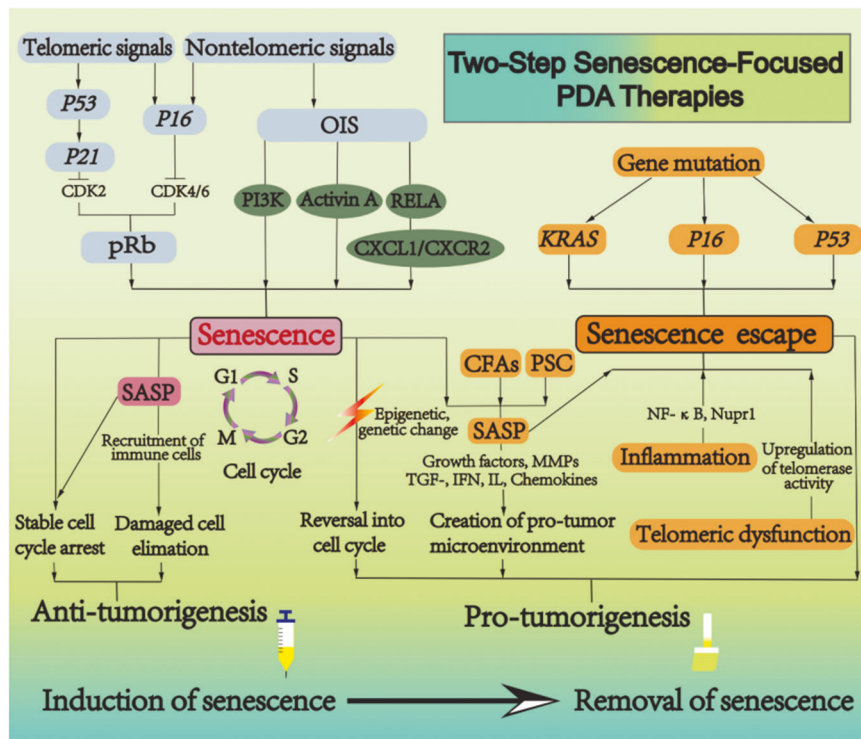 Telomeric signals
Nontelomeric signals
Two-Step Senescence-Focused
PDA Therapies
P53
P16
OIS
P21
CDK2
CDK4/6
pRb
PI3K
Activin A
RELA
CXCL1/CXCR2
Gene mutation
KRAS
P16
P53
Senescence
Senescence escape
SASP
Recruitment of
immune cells
G1
S
M
G2
Cell cycle
Epigenetic,
genetic change
CFAs
PSC
SASP
Growth factors, MMPs
TGF-, IFN, IL, Chemokines
NF- κ B, Nupr1
Inflammation
Upregulation
of telomerase
activity
Telomeric dysfunction
Stable cell
cycle arrest
Damaged cell
elimation
Reversal into
cell cycle
Creation of pro-tumor
microenvironment
Anti-tumorigenesis
Pro-tumorigenesis
Induction of senescence
Removal of senescence